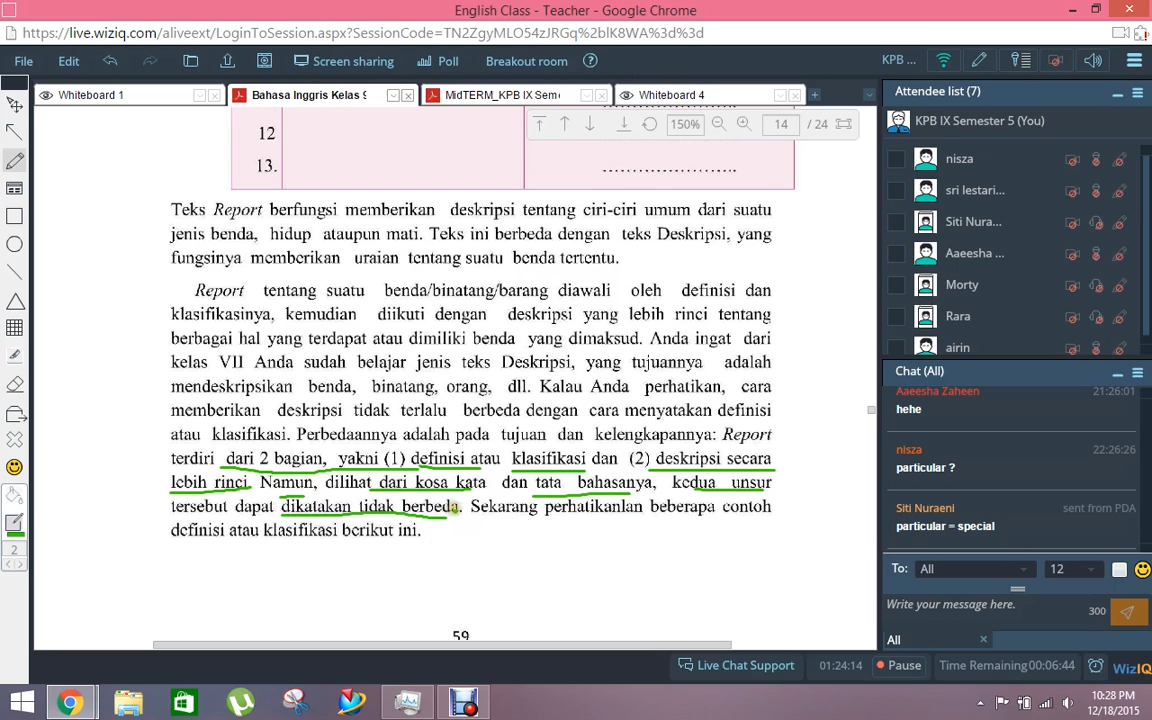 English Class - Teacher - Google Chrome
https://live.wiziq.com/aliveext/LoginToSession.aspx?SessionCode=TN2ZgyMLO54zJRGq%2blK8WA%3d%3d
File Edit Screen sharing Poll Breakout room KPB ...
Whiteboard 1 Bahasa Inggris Kelas 9 MidTERM_KPB IX Sem Whiteboard 4
Attendee list (7)
150% 14 / 24
KPB IX Semester 5 (You)
nisza
sri lestari...
Siti Nura...
Aaeesha ...
Morty
Rara
airin
12
13. ........................
Teks Report berfungsi memberikan deskripsi tentang ciri-ciri umum dari suatu
jenis benda, hidup ataupun mati. Teks ini berbeda dengan teks Deskripsi, yang
fungsinya memberikan uraian tentang suatu benda tertentu.
Report tentang suatu benda/binatang/barang diawali oleh definisi dan
klasifikasinya, kemudian diikuti dengan deskripsi yang lebih rinci tentang
berbagai hal yang terdapat atau dimiliki benda yang dimaksud. Anda ingat dari
kelas VII Anda sudah belajar jenis teks Deskripsi, yang tujuannya adalah
mendeskripsikan benda, binatang, orang, dll. Kalau Anda perhatikan, cara
memberikan deskripsi tidak terlalu berbeda dengan cara menyatakan definisi
atau klasifikasi. Perbedaannya adalah pada tujuan dan kelengkapannya: Report
terdiri dari 2 bagian, yakni (1) definisi atau klasifikasi dan (2) deskripsi secara
lebih rinci. Namun, dilihat dari kosa kata dan tata bahasanya, kedua unsur
tersebut dapat dikatakan tidak berbeda. Sekarang perhatikanlan beberapa contoh
definisi atau klasifikasi berikut ini.
59
Chat (All)
Aaeesha Zaheen 21:26:01
hehe
nisza 22:26:26
particular ?
Siti Nuraeni sent from PDA
particular = special
To: All 12
Write your message here. 300
All
2
Live Chat Support 01:24:14 Pause Time Remaining 00:06:44 WizIQ
10:28 PM
12/18/2015